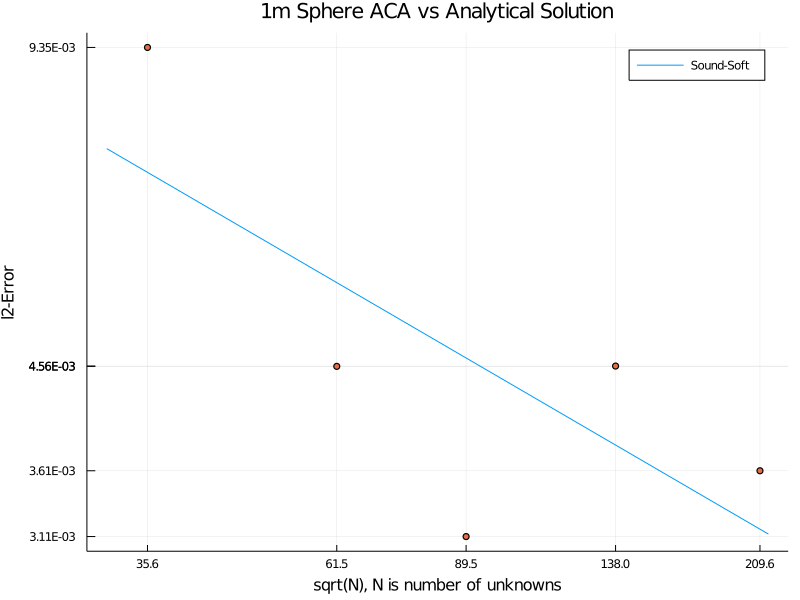 1m Sphere ACA vs Analytical Solution
9.35E-03
Sound-Soft
l2-Error
4.56E-03
3.61E-03
3.11E-03
35.6
61.5
89.5
138.0
209.6
sqrt(N), N is number of unknowns